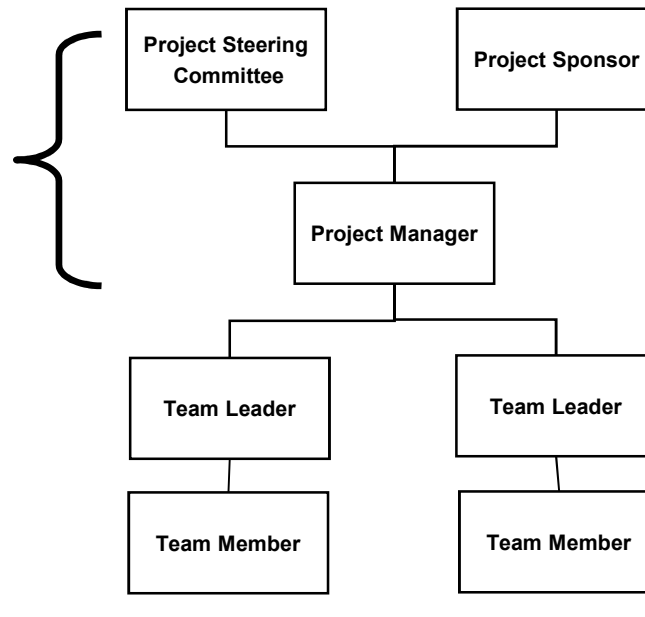 Project Steering
Committee
Project Sponsor
Project Manager
Team Leader
Team Leader
Team Member
Team Member